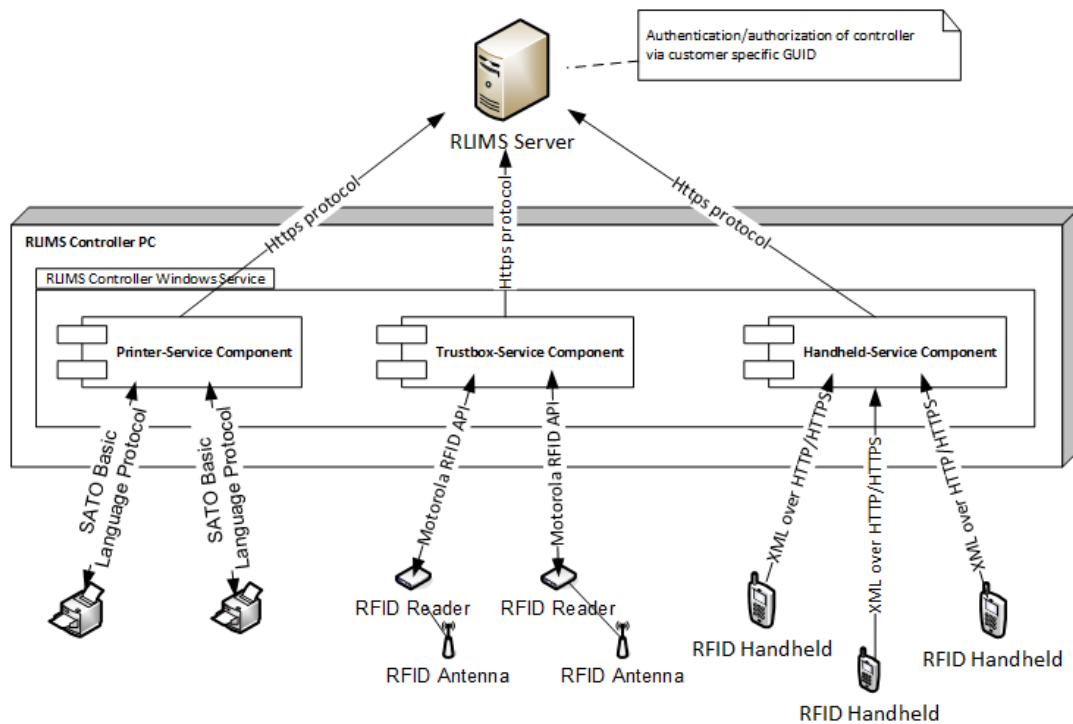 Authentication/authorization of controller
via customer specific GUID
RLIMS Server
Https protocol
Https protocol
Https protocol
RLIMS Controller PC
RLIMS Controller Windows Service
Printer-Service Component
Trustbox-Service Component
Handheld-Service Component
SATO Basic
Language Protocol
SATO Basic
Language Protocol
Motorola RFID API
Motorola RFID API
XML over HTTP/HTTPS
XML over HTTP/HTTPS
XML over HTTP/HTTPS
RFID Reader
RFID Reader
RFID Antenna
RFID Antenna
RFID Handheld
RFID Handheld
RFID Handheld